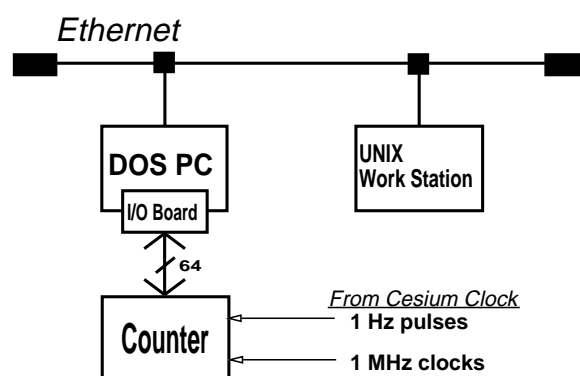 Ethernet
DOS PC
I/O Board
UNIX
Work Station
64
From Cesium Clock
1 Hz pulses
Counter
1 MHz clocks